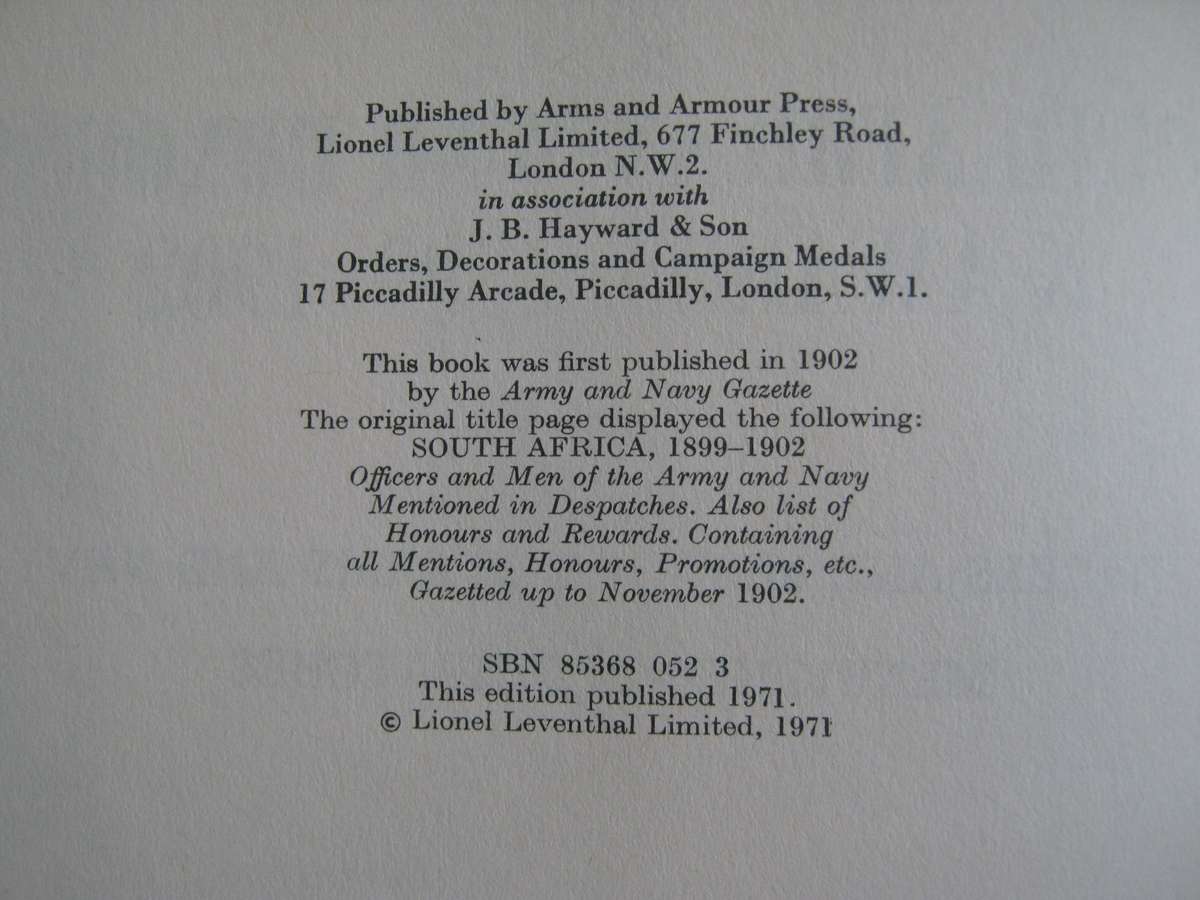 Published by Arms and Armour Press,
Lionel Leventhal Limited, 677 Finchley Road,
London N.W.2.
in association with
J. B. Hayward & Son
Orders, Decorations and Campaign Medals
17 Piccadilly Arcade, Piccadilly, London, S.W.1.
This book was first published in 1902
by the Army and Navy Gazette
The original title page displayed the following:
SOUTH AFRICA, 1899–1902
Officers and Men of the Army and Navy
Mentioned in Despatches. Also list of
Honours and Rewards. Containing
all Mentions, Honours, Promotions, etc.,
Gazetted up to November 1902.
SBN 85368 052 3
This edition published 1971.
© Lionel Leventhal Limited, 1971